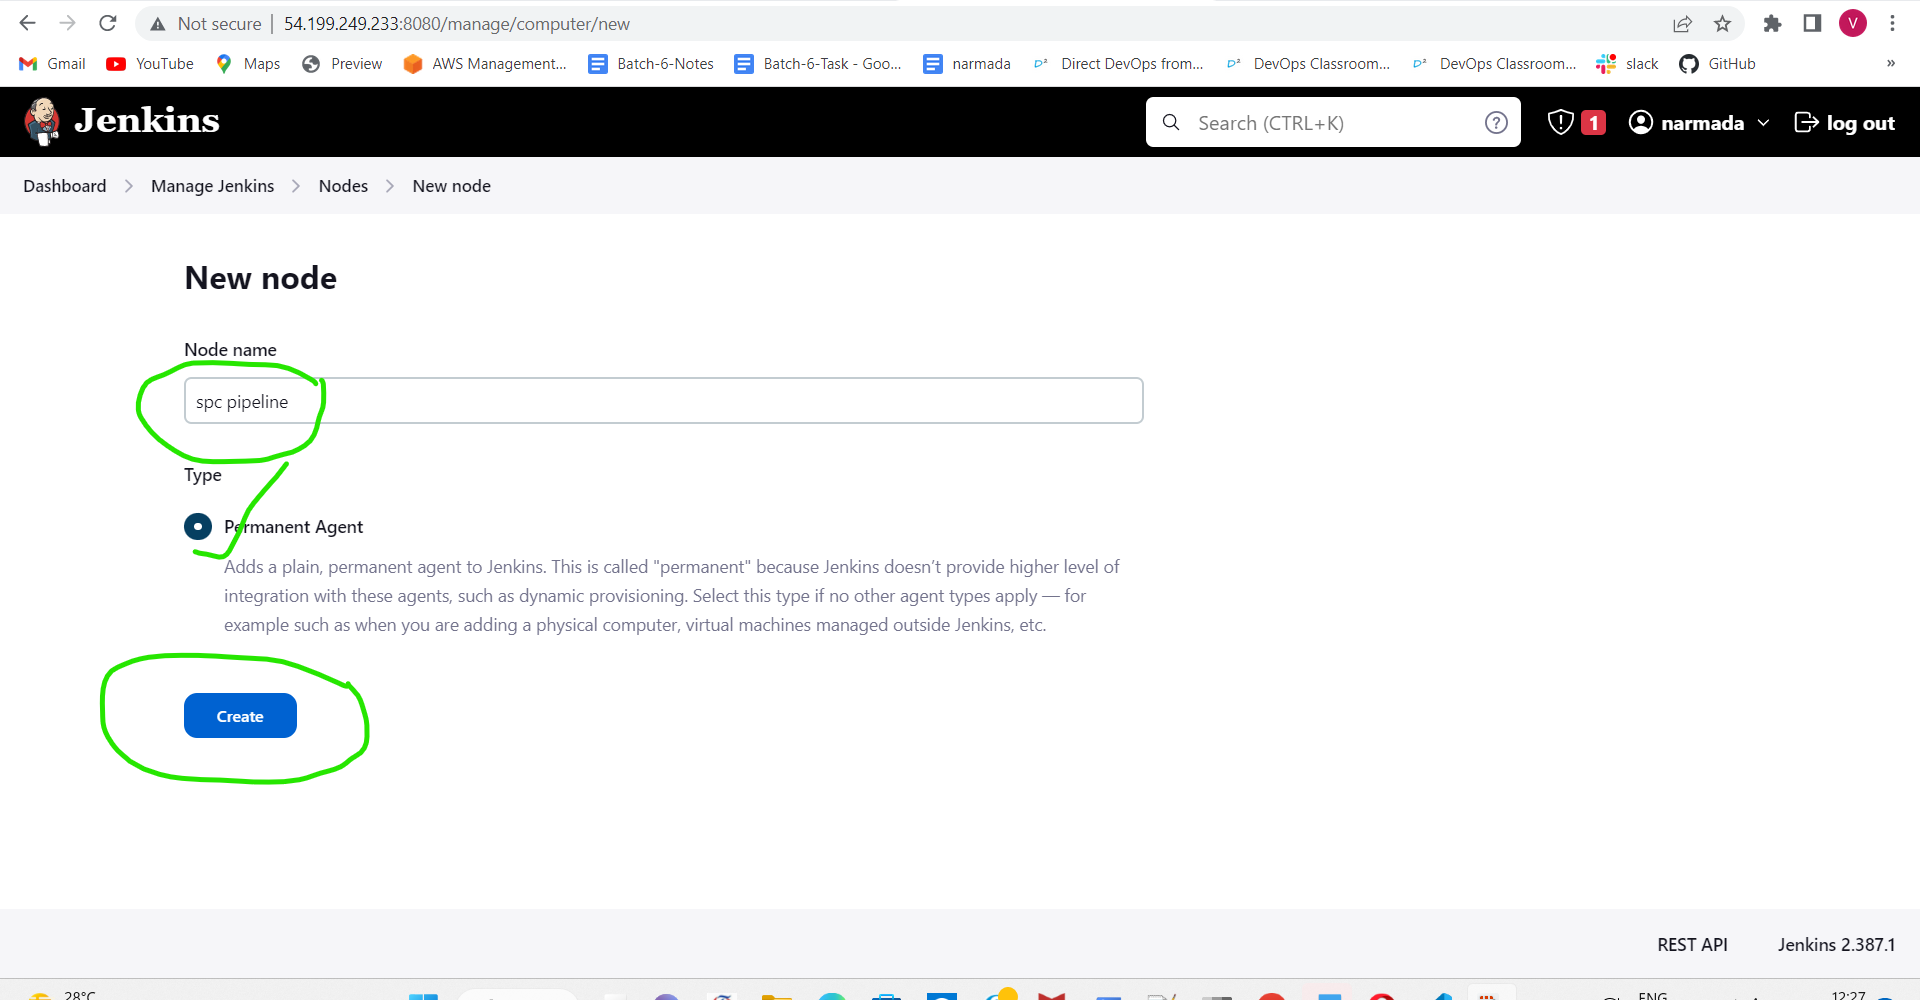 Not secure | 54.199.249.233:8080/manage/computer/new V
Gmail YouTube Maps Preview AWS Management... Batch-6-Notes Batch-6-Task - Goo... narmada Direct DevOps from... DevOps Classroom... DevOps Classroom... slack GitHub »
Jenkins Search (CTRL+K) ? 1 narmada log out
Dashboard Manage Jenkins Nodes New node
New node
Node name
spc pipeline
Type
Permanent Agent
Adds a plain, permanent agent to Jenkins. This is called "permanent" because Jenkins doesn’t provide higher level of
integration with these agents, such as dynamic provisioning. Select this type if no other agent types apply — for
example such as when you are adding a physical computer, virtual machines managed outside Jenkins, etc.
Create
REST API Jenkins 2.387.1
28°C ENG 12:27